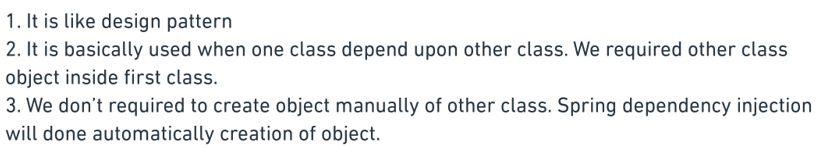 1. It is like design pattern
2. It is basically used when one class depend upon other class. We required other class
object inside first class.
3. We don't required to create object manually of other class. Spring dependency injection
will done automatically creation of object.